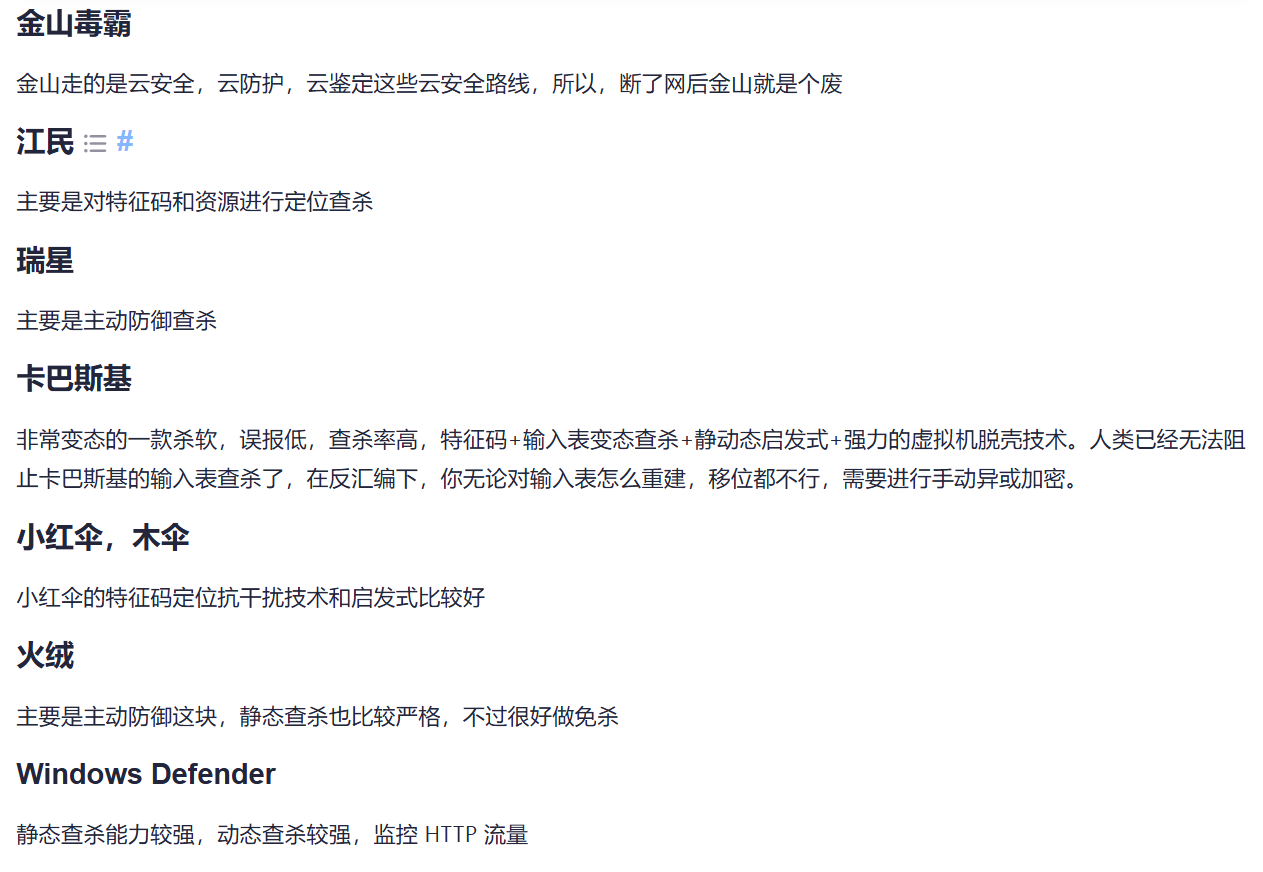 金山毒霸
金山走的是云安全，云防护，云鉴定这些云安全路线，所以，断了网后金山就是个废
江民 #
主要是对特征码和资源进行定位查杀
瑞星
主要是主动防御查杀
卡巴斯基
非常变态的一款杀软，误报低，查杀率高，特征码+输入表变态查杀+静动态启发式+强力的虚拟机脱壳技术。人类已经无法阻
止卡巴斯基的输入表查杀了，在反汇编下，你无论对输入表怎么重建，移位都不行，需要进行手动异或加密。
小红伞，木伞
小红伞的特征码定位抗干扰技术和启发式比较好
火绒
主要是主动防御这块，静态查杀也比较严格，不过很好做免杀
Windows Defender
静态查杀能力较强，动态查杀较强，监控 HTTP 流量